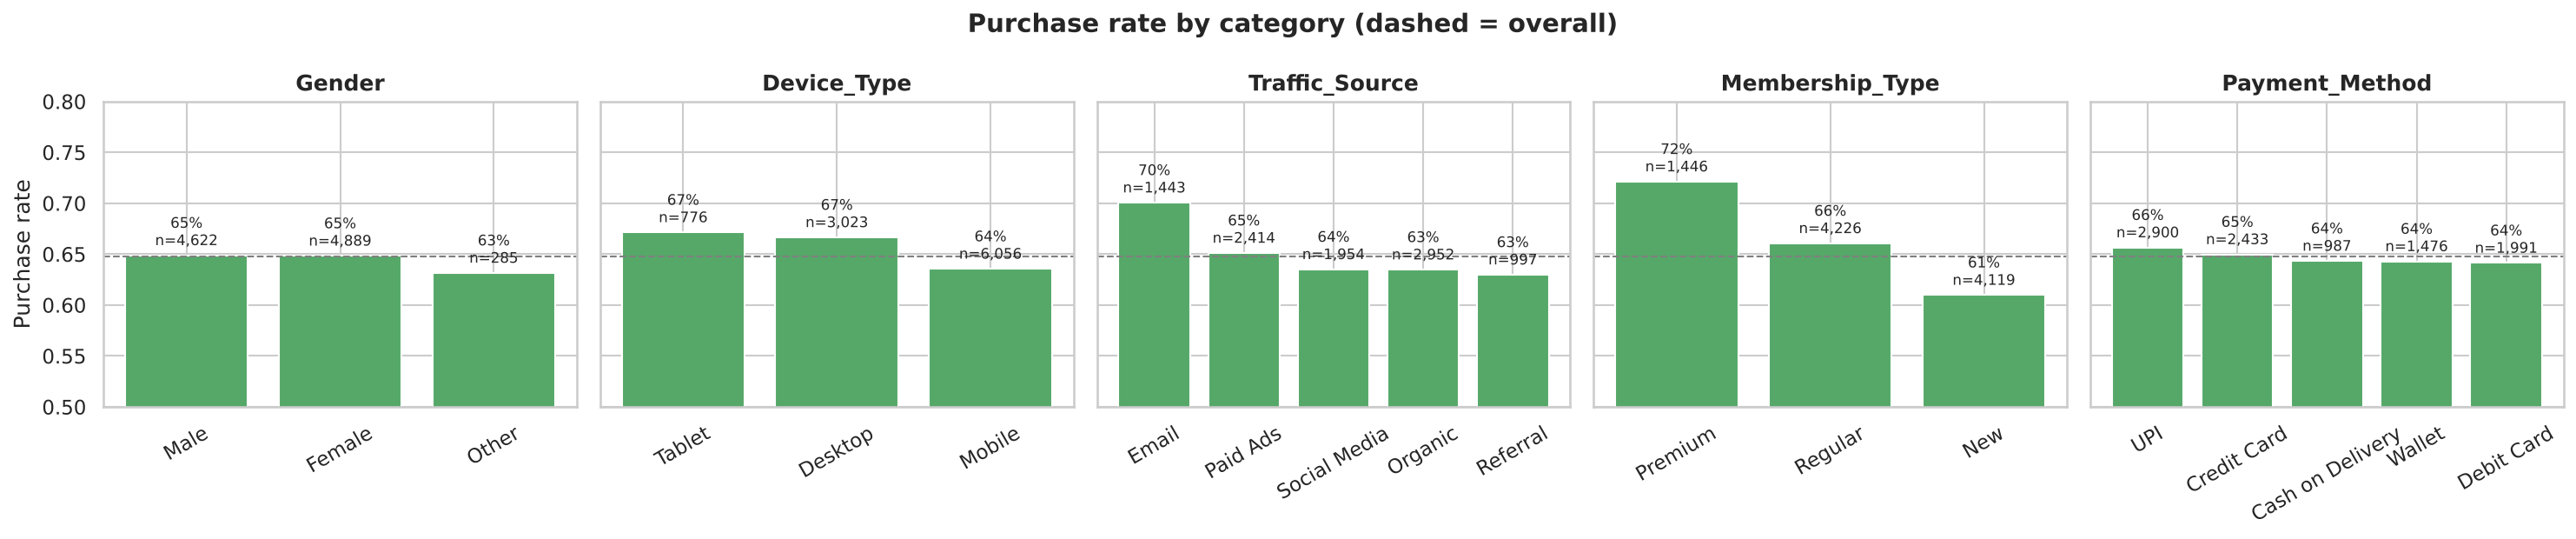 Purchase rate by category (dashed = overall)
Gender
Device_Type
Traffic_Source
Membership_Type
Payment_Method
Purchase rate
0.80
0.75
0.70
0.65
0.60
0.55
0.50
65%
n=4,622
65%
n=4,889
63%
n=285
Male
Female
Other
67%
n=776
67%
n=3,023
64%
n=6,056
Tablet
Desktop
Mobile
70%
n=1,443
65%
n=2,414
64%
n=1,954
63%
n=2,952
63%
n=997
Email
Paid Ads
Social Media
Organic
Referral
72%
n=1,446
66%
n=4,226
61%
n=4,119
Premium
Regular
New
66%
n=2,900
65%
n=2,433
64%
n=987
64%
n=1,476
64%
n=1,991
UPI
Credit Card
Cash on Delivery
Wallet
Debit Card